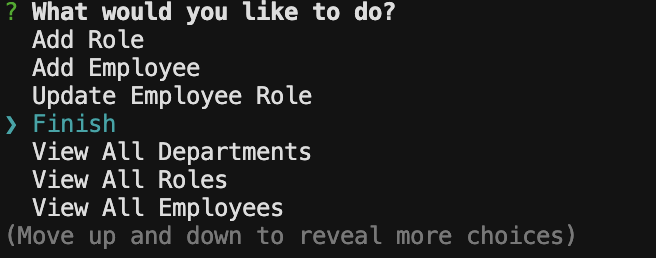 ? What would you like to do?
Add Role
Add Employee
Update Employee Role
❯ Finish
View All Departments
View All Roles
View All Employees
(Move up and down to reveal more choices)